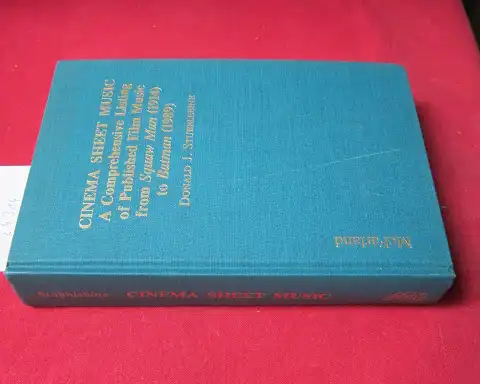 CINEMA SHEET MUSIC
A Comprehensive Listing
of Published Film Music
from Squaw Man (1914)
to Batman (1989)
DONALD J. STUBBLEBINE
McFarland
Stubblebine CINEMA SHEET MUSIC